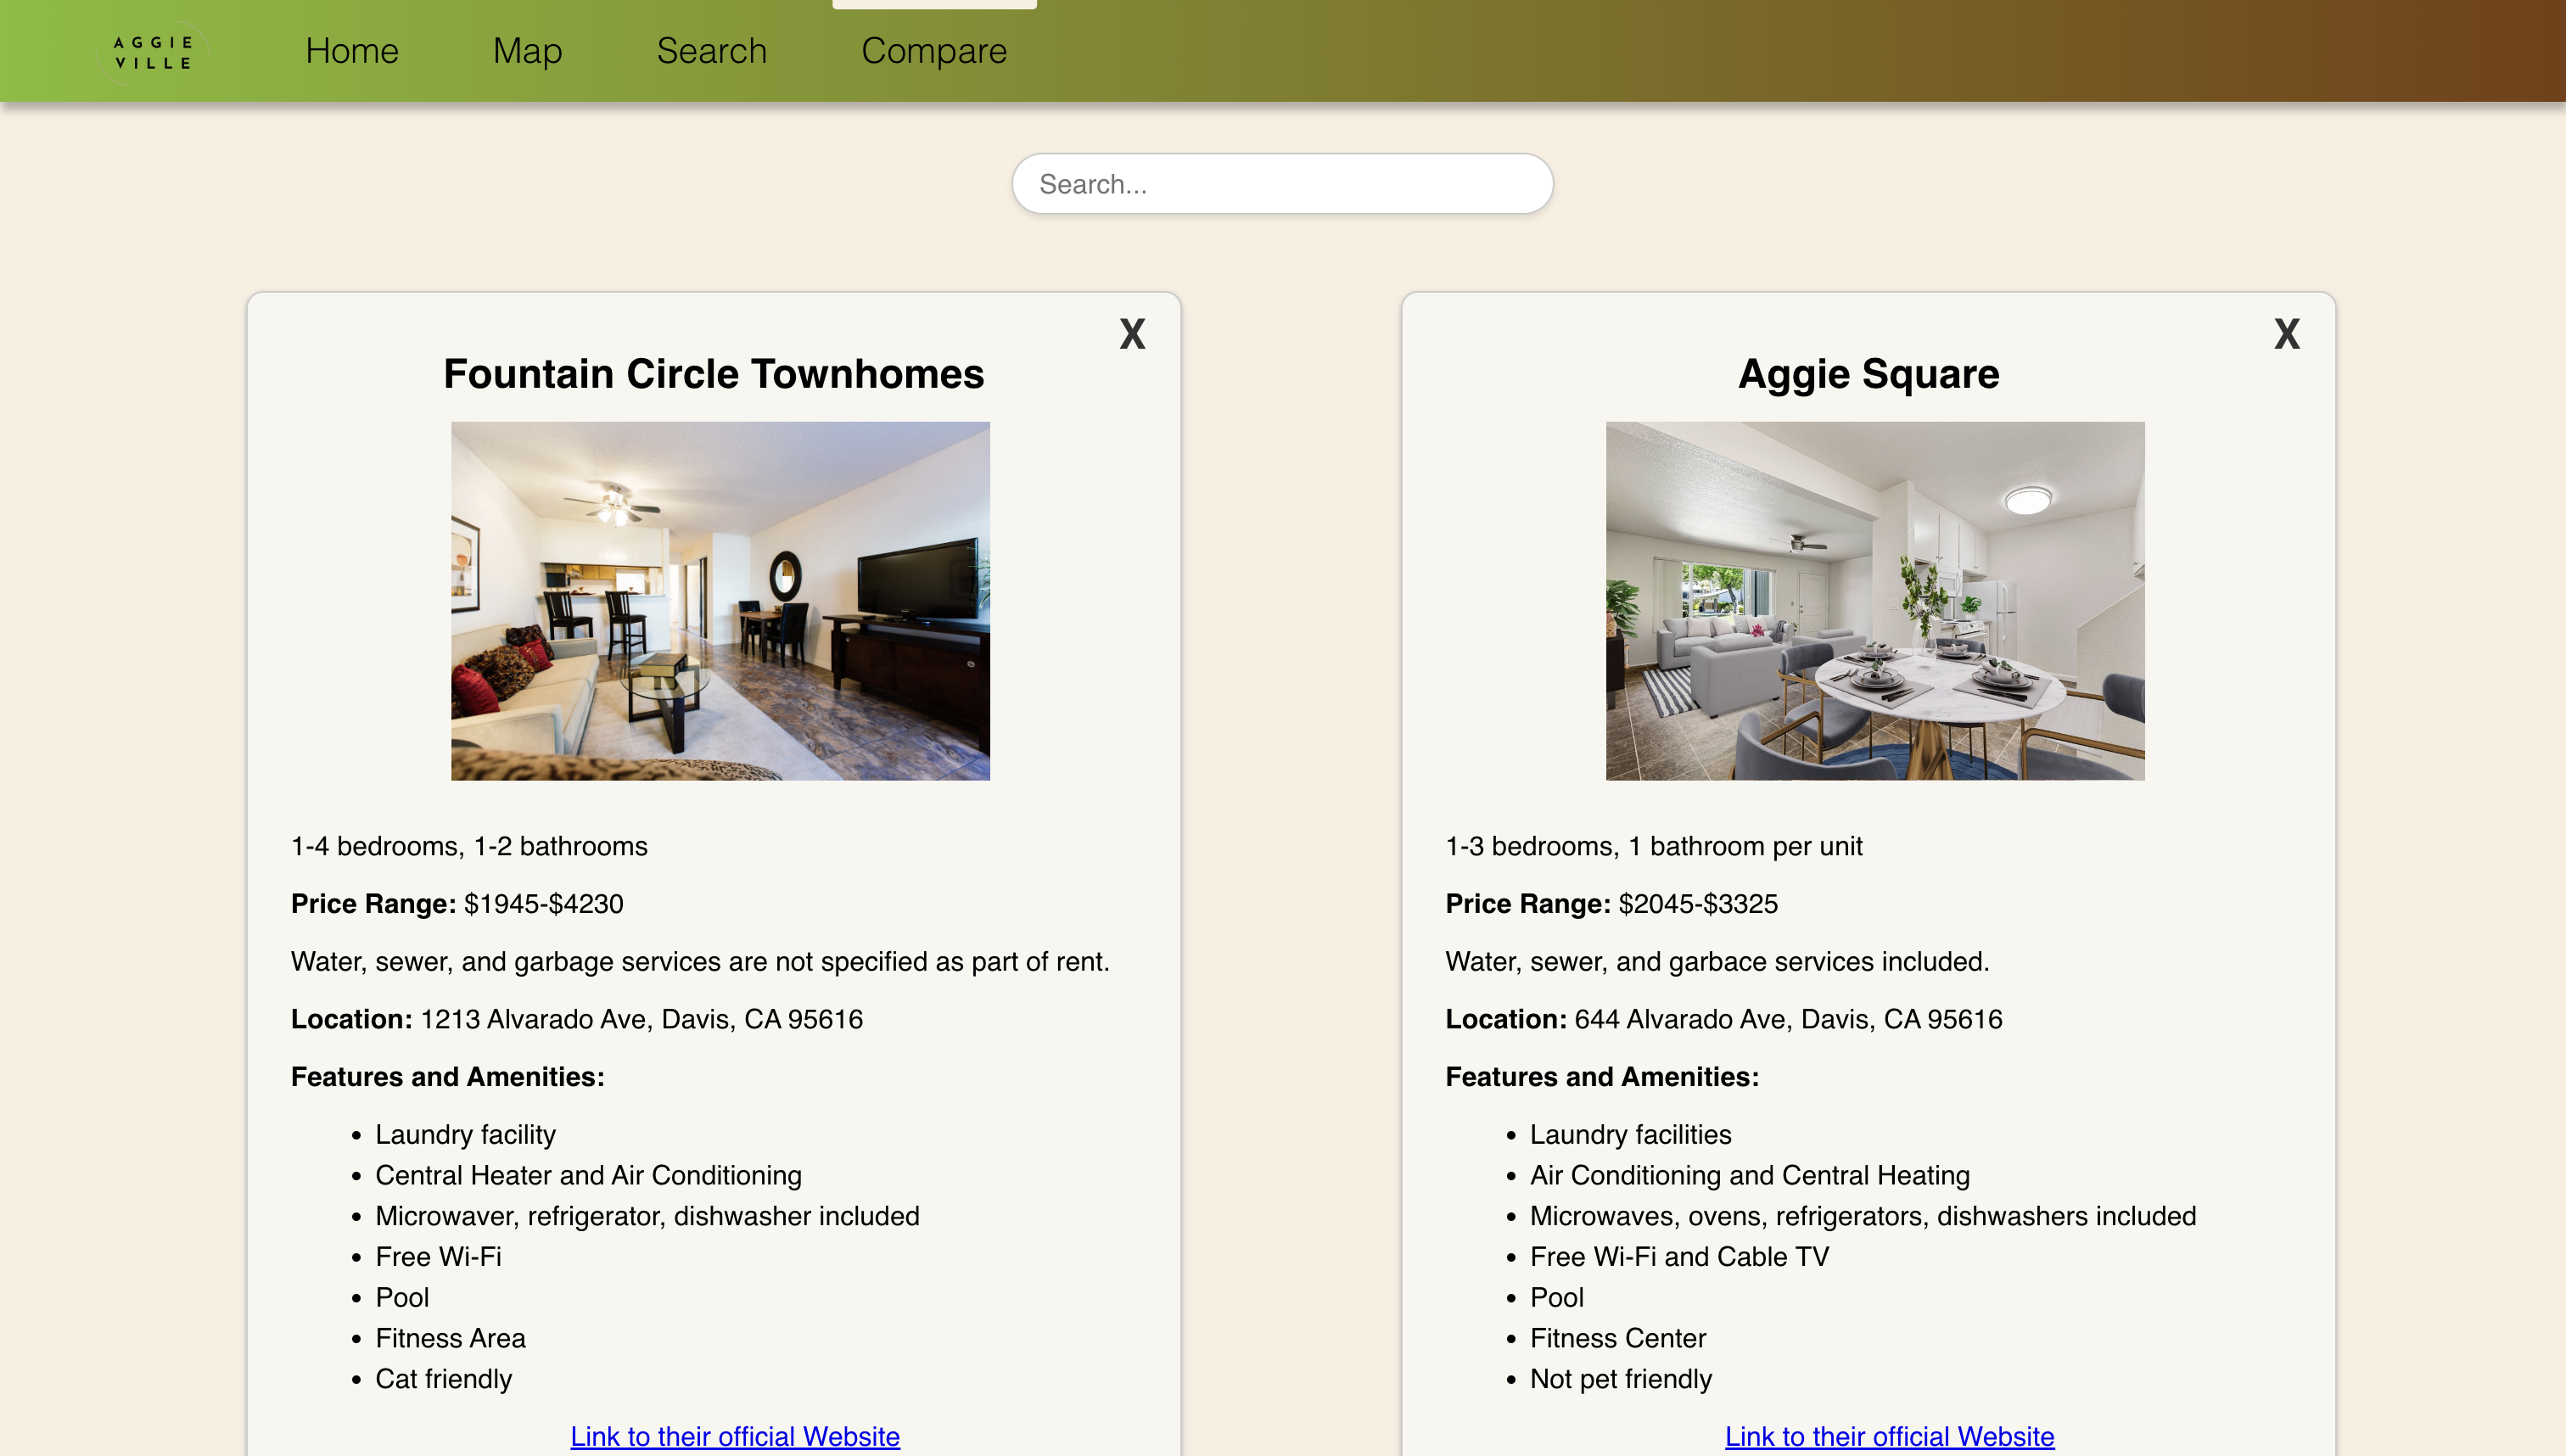 AGGIE
VILLE
Home
Map
Search
Compare
Search...
X
Fountain Circle Townhomes
1-4 bedrooms, 1-2 bathrooms
Price Range: $1945-$4230
Water, sewer, and garbage services are not specified as part of rent.
Location: 1213 Alvarado Ave, Davis, CA 95616
Features and Amenities:
• Laundry facility
• Central Heater and Air Conditioning
• Microwaver, refrigerator, dishwasher included
• Free Wi-Fi
• Pool
• Fitness Area
• Cat friendly
Link to their official Website
X
Aggie Square
1-3 bedrooms, 1 bathroom per unit
Price Range: $2045-$3325
Water, sewer, and garbace services included.
Location: 644 Alvarado Ave, Davis, CA 95616
Features and Amenities:
• Laundry facilities
• Air Conditioning and Central Heating
• Microwaves, ovens, refrigerators, dishwashers included
• Free Wi-Fi and Cable TV
• Pool
• Fitness Center
• Not pet friendly
Link to their official Website